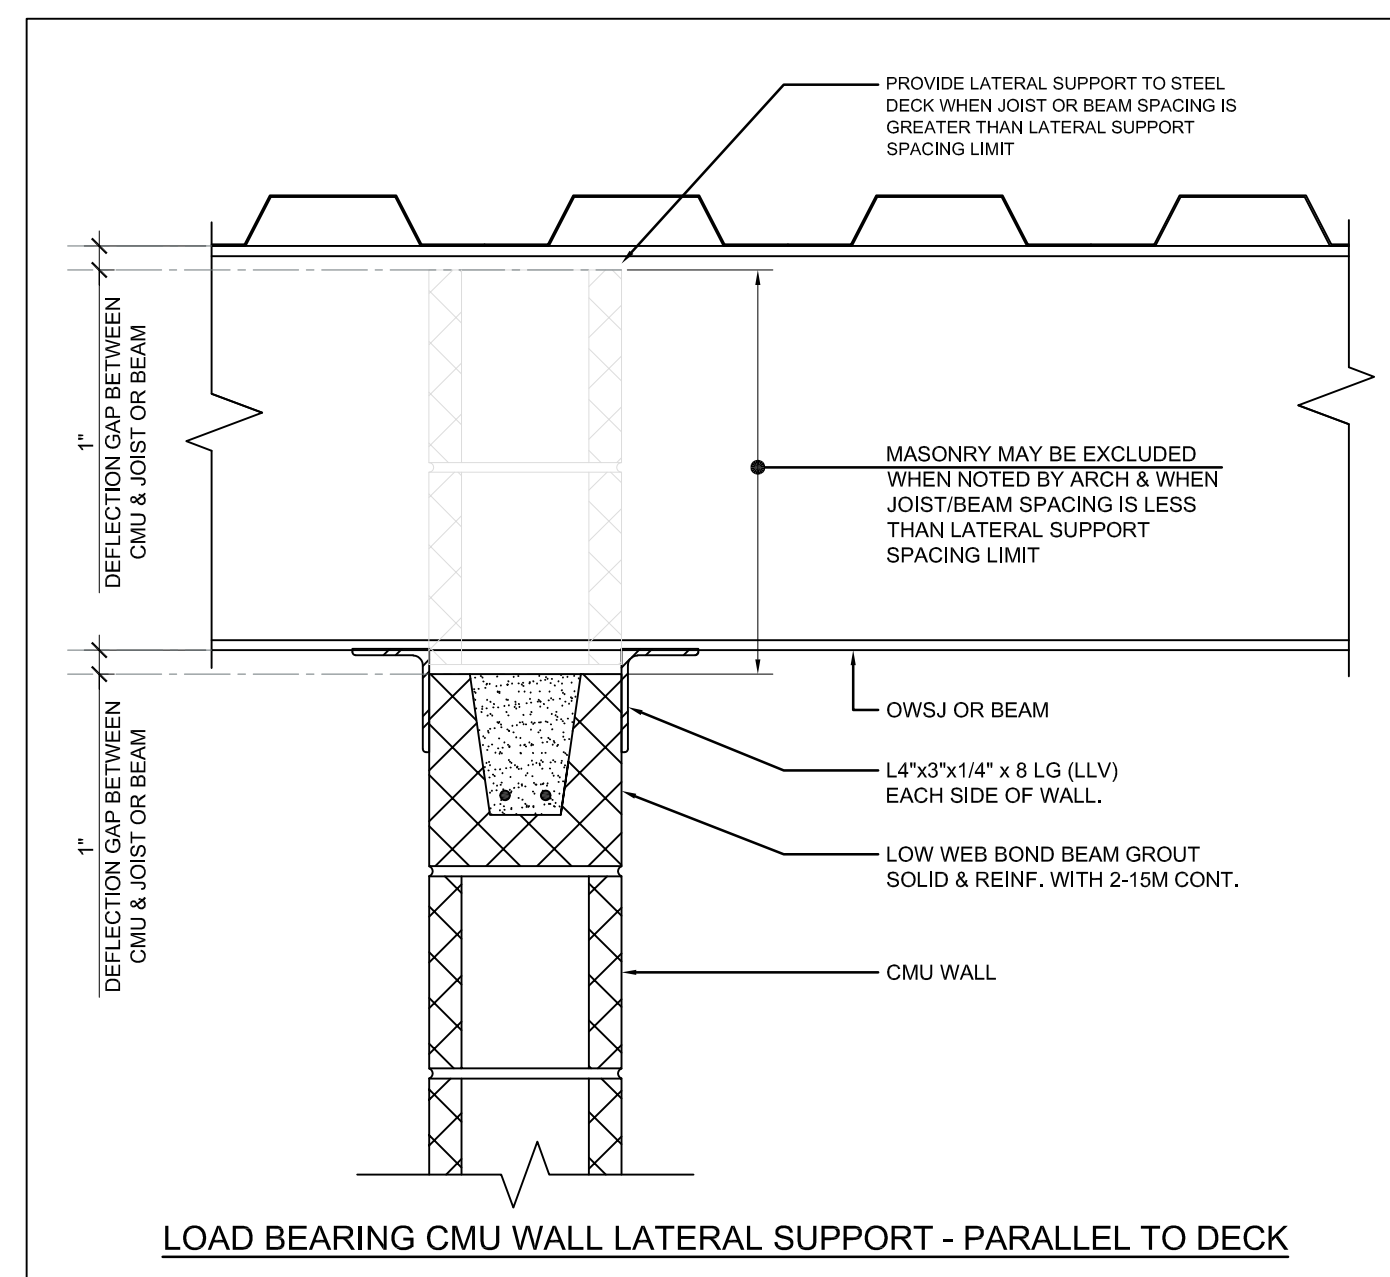 PROVIDE LATERAL SUPPORT TO STEEL
DECK WHEN JOIST OR BEAM SPACING IS
GREATER THAN LATERAL SUPPORT
SPACING LIMIT
1"
DEFLECTION GAP BETWEEN
CMU & JOIST OR BEAM
MASONRY MAY BE EXCLUDED
WHEN NOTED BY ARCH & WHEN
JOIST/BEAM SPACING IS LESS
THAN LATERAL SUPPORT
SPACING LIMIT
OWSJ OR BEAM
L4"x3"x1/4" x 8 LG (LLV)
EACH SIDE OF WALL.
1"
DEFLECTION GAP BETWEEN
CMU & JOIST OR BEAM
LOW WEB BOND BEAM GROUT
SOLID & REINF. WITH 2-15M CONT.
CMU WALL
LOAD BEARING CMU WALL LATERAL SUPPORT - PARALLEL TO DECK